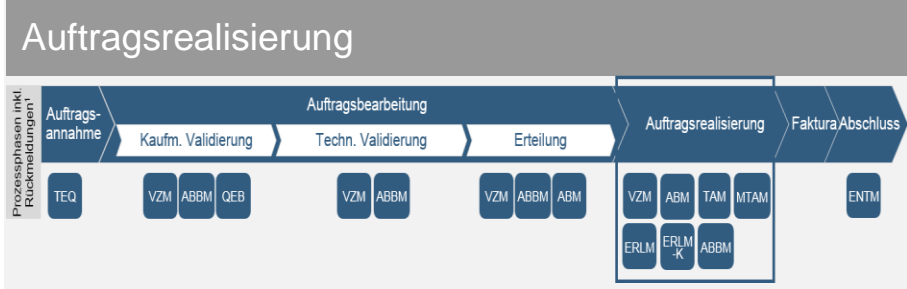 Auftragsrealisierung
Prozessphasen inkl.
Rückmeldungen¹
Auftrags-
annahme
Auftragsbearbeitung
Kaufm. Validierung
Techn. Validierung
Erteilung
Auftragsrealisierung
Faktura
Abschluss
TEQ
VZM ABBM QEB
VZM ABBM
VZM ABBM ABM
VZM ABM TAM MTAM
ERLM ERLM
-K ABBM
ENTM